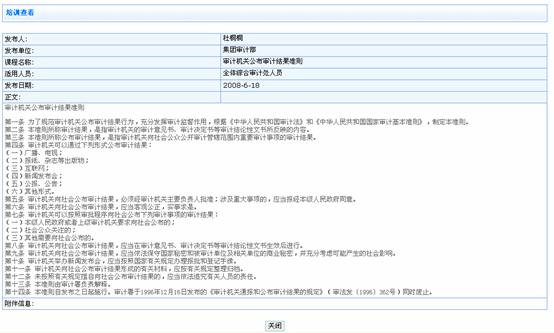 培训查看
发布人： 杜桐桐
发布单位： 集团审计部
课程名称： 审计机关公布审计结果准则
适用人员： 全体综合审计处人员
发布日期： 2008-6-18
正文：
审计机关公布审计结果准则
第一条 为了规范审计机关公布审计结果行为，充分发挥审计监督作用，根据《中华人民共和国审计法》和《中华人民共和国国家审计基本准则》，制定本准则。
第二条 本准则所称审计结果，是指审计机关的审计意见书、审计决定书等审计结论性文书所反映的内容。
第三条 本准则所称公布审计结果，是指审计机关向社会公众公开审计管辖范围内重要审计事项的审计结果。
第四条 审计机关可以通过下列形式公布审计结果：
（一）广播、电视；
（二）报纸、杂志等出版物；
（三）互联网；
（四）新闻发布会；
（五）公报、公告；
（六）其他形式。
第五条 审计机关向社会公布审计结果，必须经审计机关主要负责人批准；涉及重大事项的，应当报经本级人民政府同意。
第六条 审计机关向社会公布审计结果，应当客观公正，实事求是。
第七条 审计机关可以按照审批程序向社会公布下列审计事项的审计结果：
（一）本级人民政府或者上级审计机关要求向社会公布的；
（二）社会公众关注的；
（三）其他需要向社会公布的。
第八条 审计机关向社会公布审计结果，应当在审计意见书、审计决定书等审计结论性文书生效后进行。
第九条 审计机关向社会公布审计结果，应当依法保守国家秘密和被审计单位及相关单位的商业秘密，并充分考虑可能产生的社会影响。
第十条 审计机关举办新闻发布会，应当按照国家有关规定办理报批和登记手续。
第十一条 审计机关向社会公布审计结果形式的有关材料，应按有关规定整理归档。
第十二条 未按照有关规定擅自向社会公布审计结果的，应当依法追究有关人员的责任。
第十三条 本准则由审计署负责解释。
第十四条 本准则自发布之日起施行。审计署于1996年12月16日发布的《审计机关通报和公布审计结果的规定》（审法发〔1996〕362号）同时废止。
附件信息：
关闭